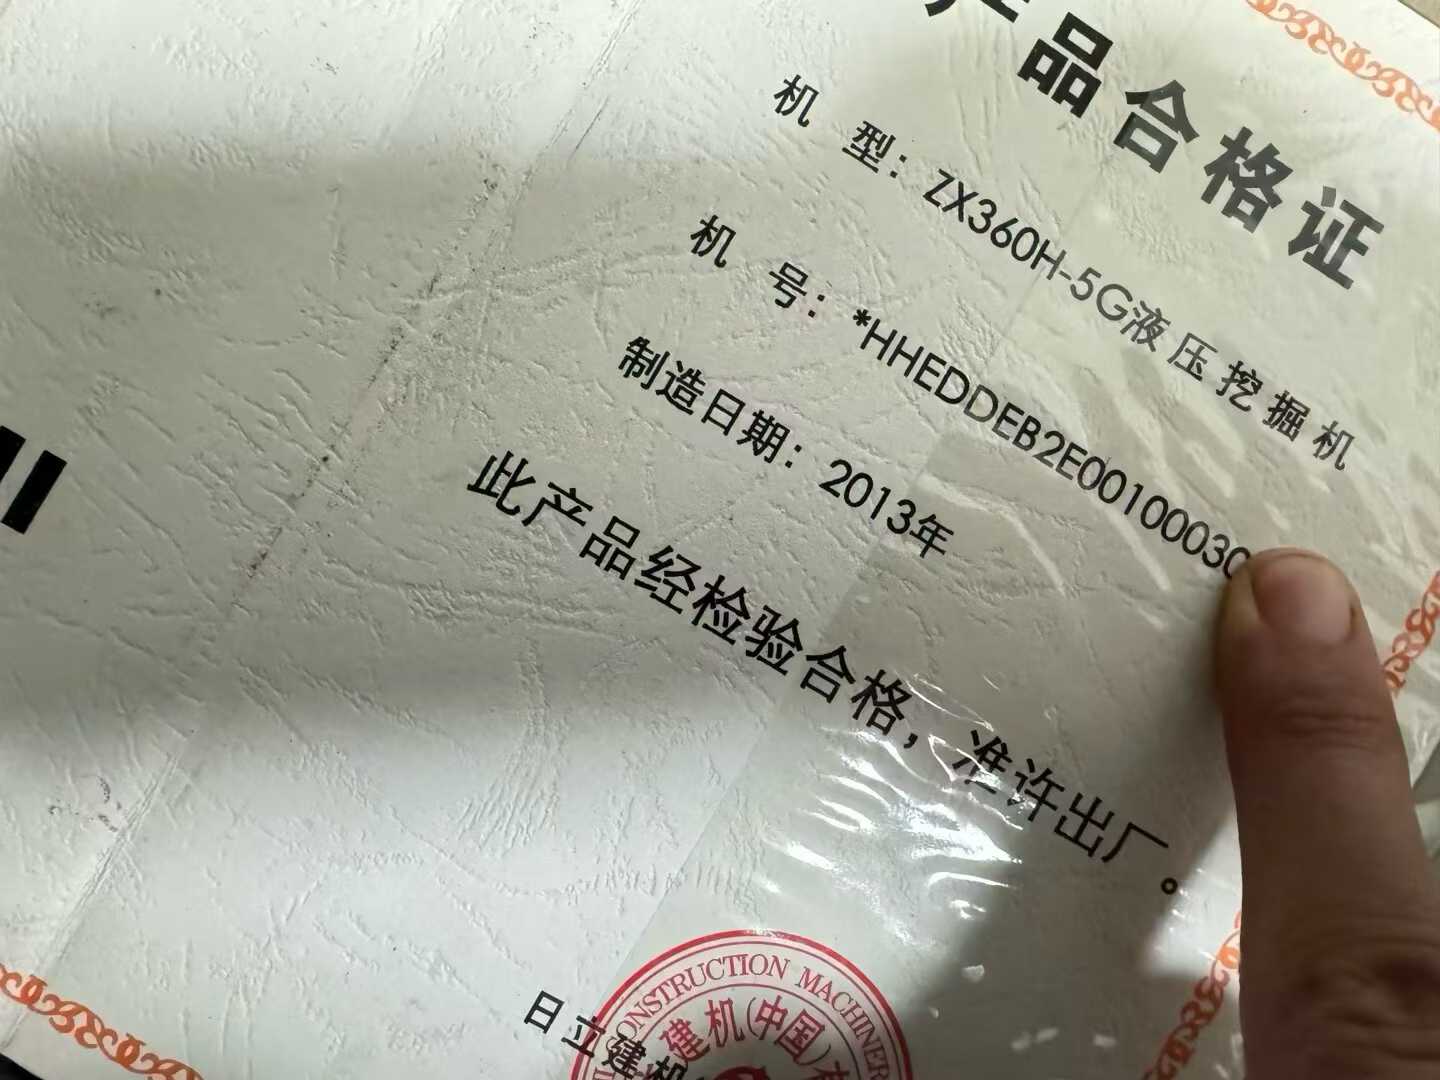 产品合格证
机 型：ZX360H-5G液压挖掘机
机 号：*HHEDDEB2E0010003
制造日期：2013年
此产品经检验合格，准许出厂。
CONSTRUCTION MACHINERY
建机(中国)有
日立建机